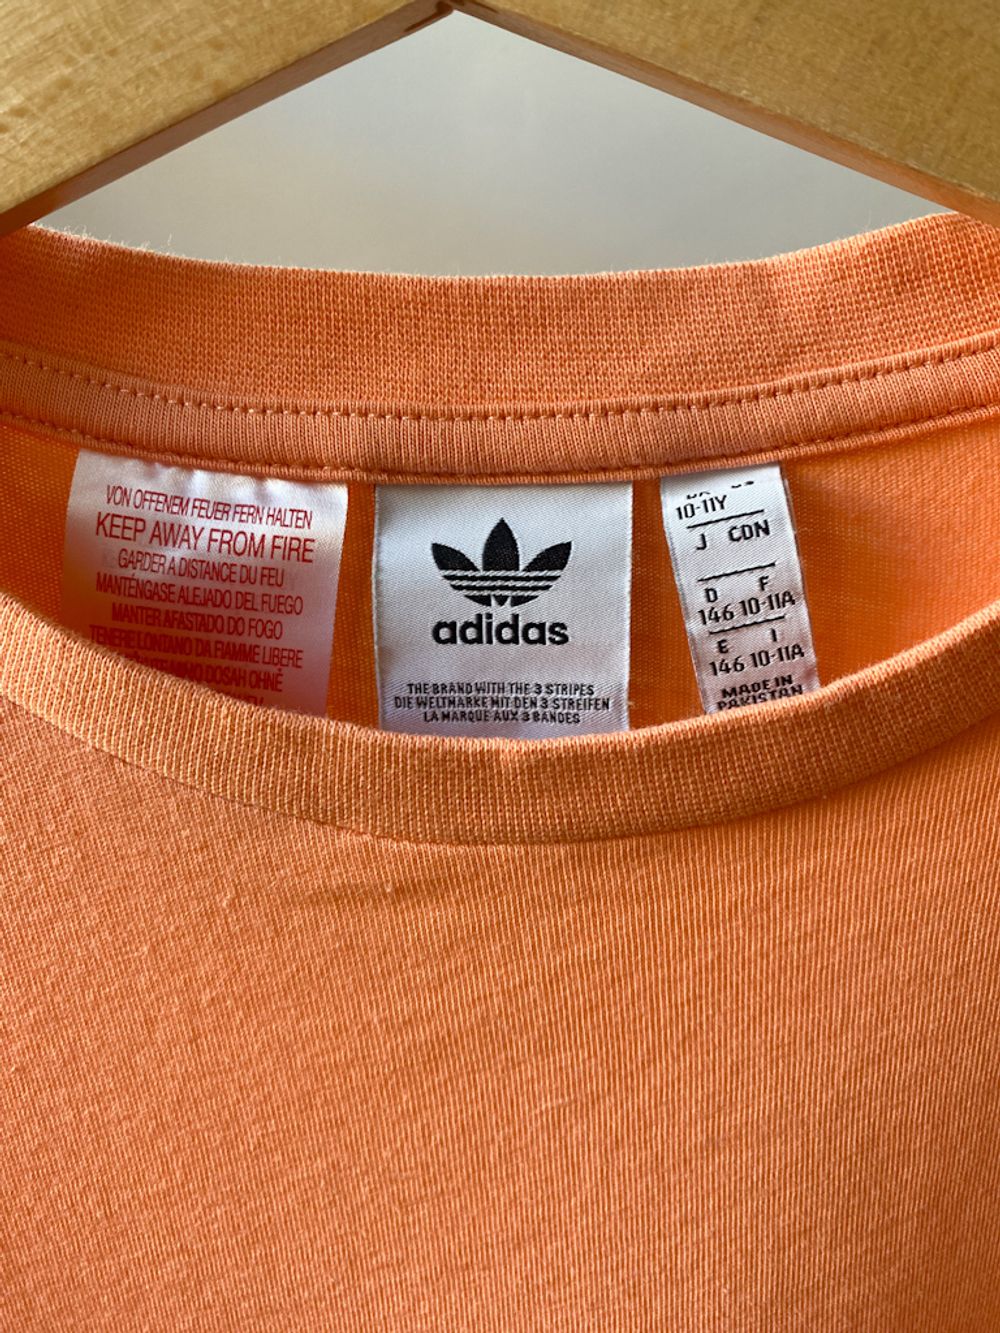 VON OFFENEM FEUER FERN HALTEN
KEEP AWAY FROM FIRE
GARDER A DISTANCE DU FEU
MANTÉNGASE ALEJADO DEL FUEGO
MANTER AFASTADO DO FOGO
TENERE LONTANO DA FIAMME LIBERE
DOSAH OHNĚ
adidas
THE BRAND WITH THE 3 STRIPES
DIE WELTMARKE MIT DEN 3 STREIFEN
LA MARQUE AUX 3 BANDES
10-11Y
J CDN
D F
146 10-11A
E I
146 10-11A
MADE IN
PAKISTAN